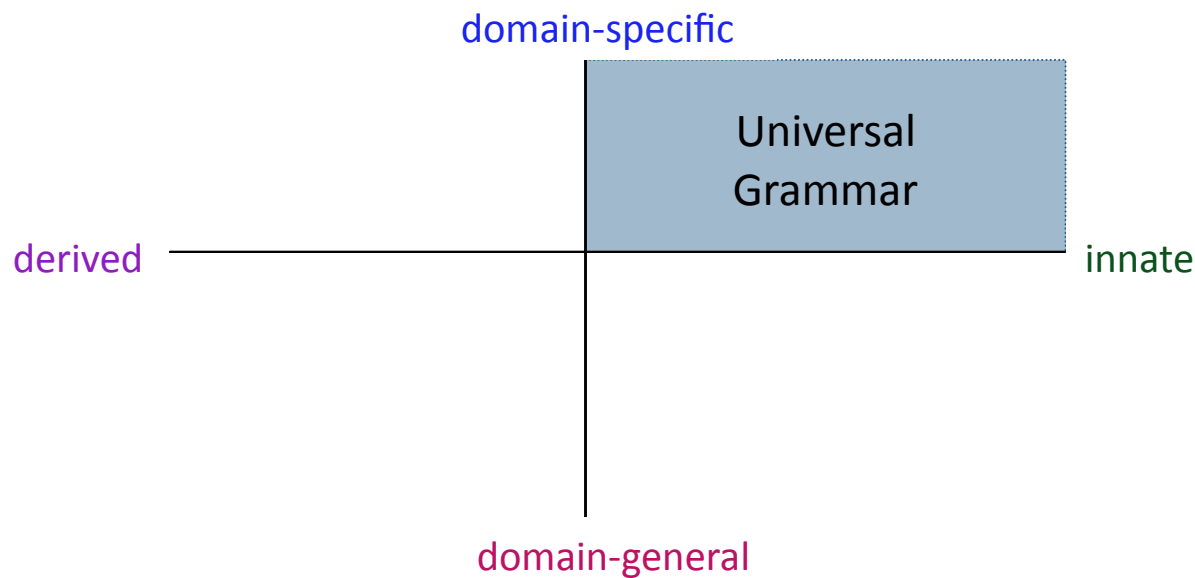 domain-specific
Universal
Grammar
derived
innate
domain-general